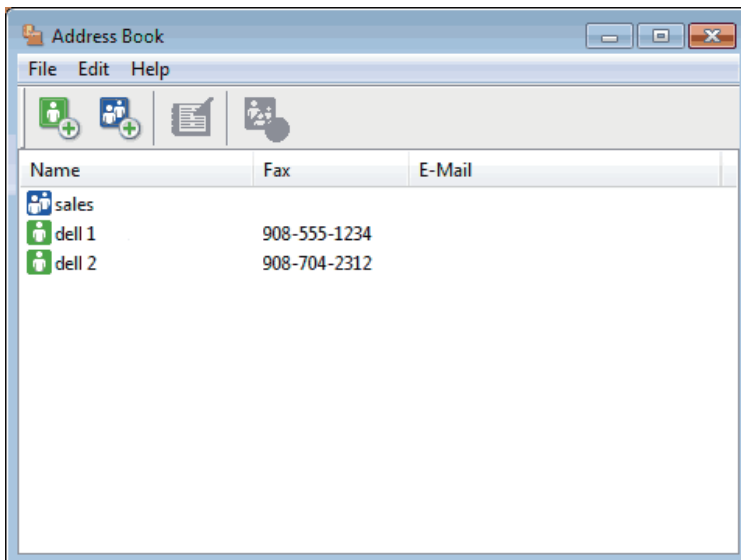 Address Book
File Edit Help
Name Fax E-Mail
sales
dell 1 908-555-1234
dell 2 908-704-2312